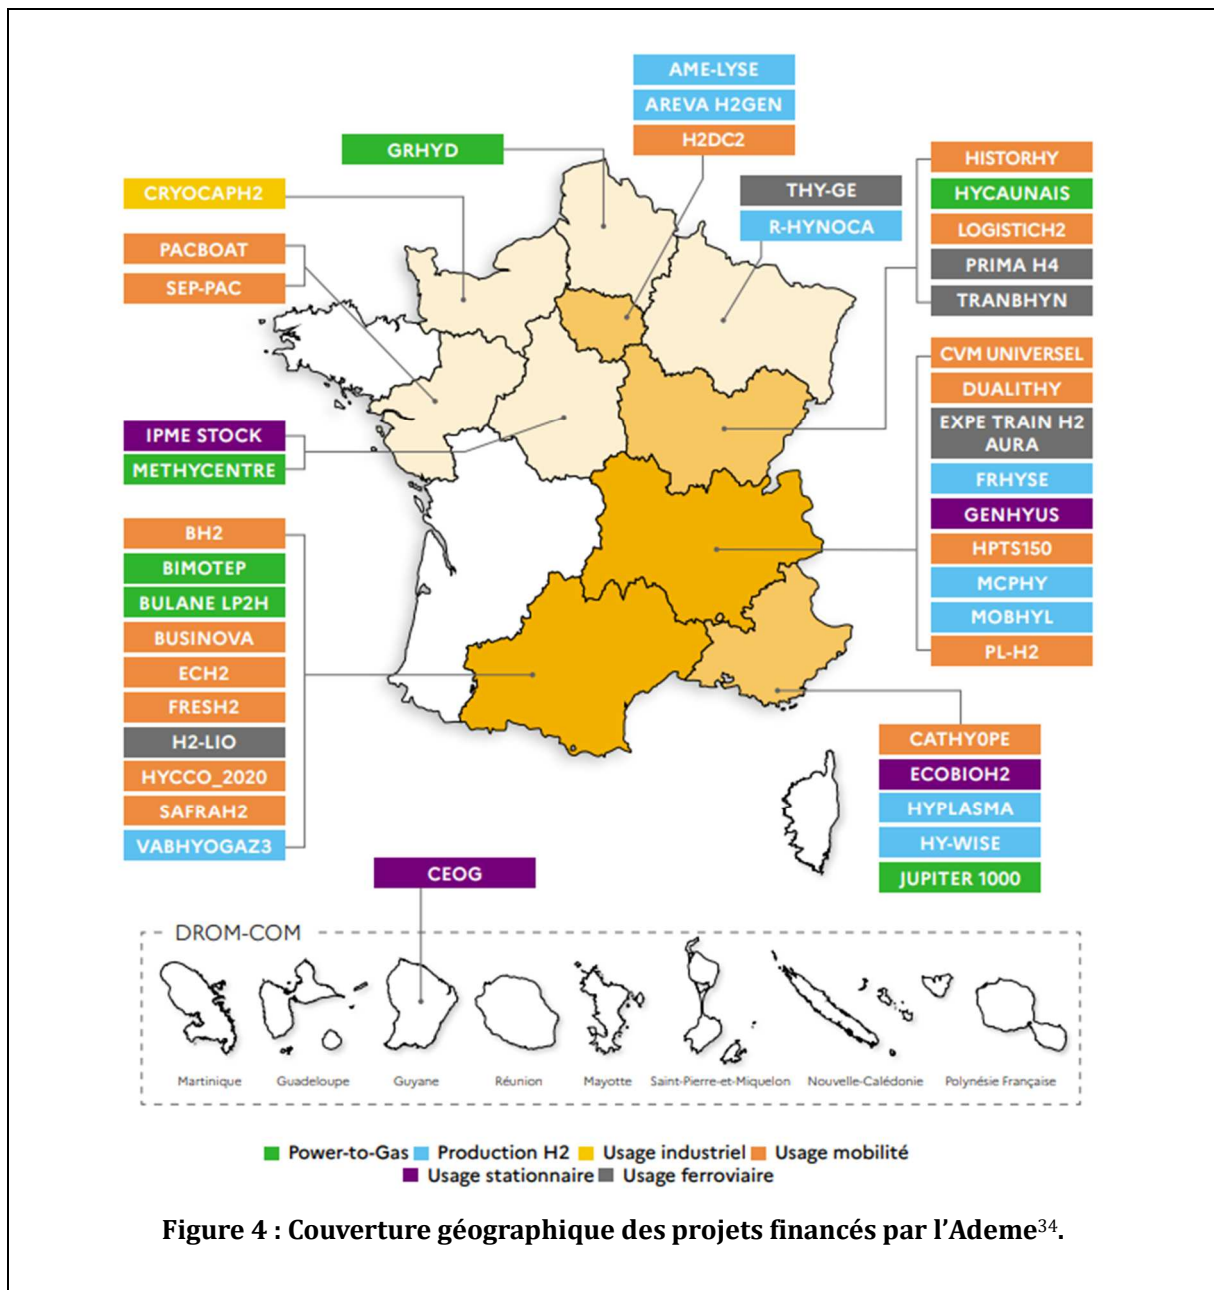 AME-LYSE
AREVA H2GEN
H2DC2
GRHYD
HISTORHY
HYCAUNAIS
LOGISTICH2
PRIMA H4
TRANBHYN
THY-GE
R-HYNOCA
CRYOCAPH2
PACBOAT
SEP-PAC
CVM UNIVERSEL
DUALITHY
EXPE TRAIN H2
AURA
FRHYSE
GENHYUS
HPTS150
MCPHY
MOBHYL
PL-H2
IPME STOCK
METHYCENTRE
BH2
BIMOTEP
BULANE LP2H
BUSINOVA
ECH2
FRESH2
H2-LIO
HYCCO_2020
SAFRAH2
VABHYOGAZ3
CATHY0PE
ECOBIOH2
HYPLASMA
HY-WISE
JUPITER 1000
CEOG
DROM-COM
Martinique
Guadeloupe
Guyane
Réunion
Mayotte
Saint-Pierre-et-Miquelon
Nouvelle-Calédonie
Polynésie Française
Power-to-Gas
Production H2
Usage industriel
Usage mobilité
Usage stationnaire
Usage ferroviaire
Figure 4 : Couverture géographique des projets financés par l'Ademe³⁴.